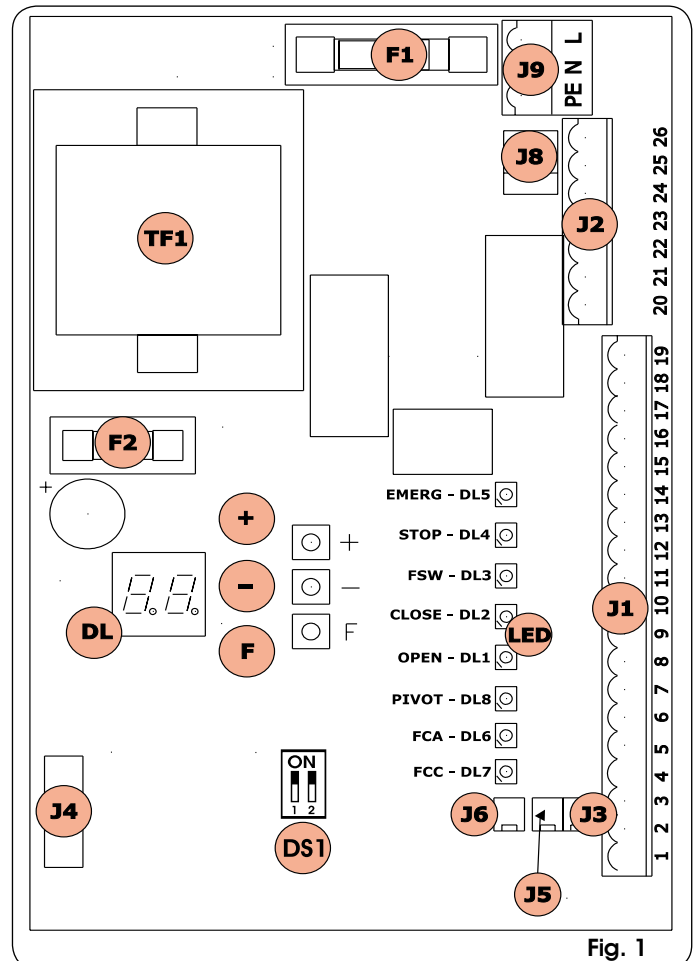 F1
J9
PE N L
J8
J2
20 21 22 23 24 25 26
TF1
F2
+
+
+
-
—
F
F
DL
8.8.
EMERG - DL5
STOP - DL4
FSW - DL3
CLOSE - DL2
OPEN - DL1
PIVOT - DL8
FCA - DL6
FCC - DL7
LED
J1
1 2 3 4 5 6 7 8 9 10 11 12 13 14 15 16 17 18 19
J4
ON
1 2
DS1
J6
J3
J5
Fig. 1